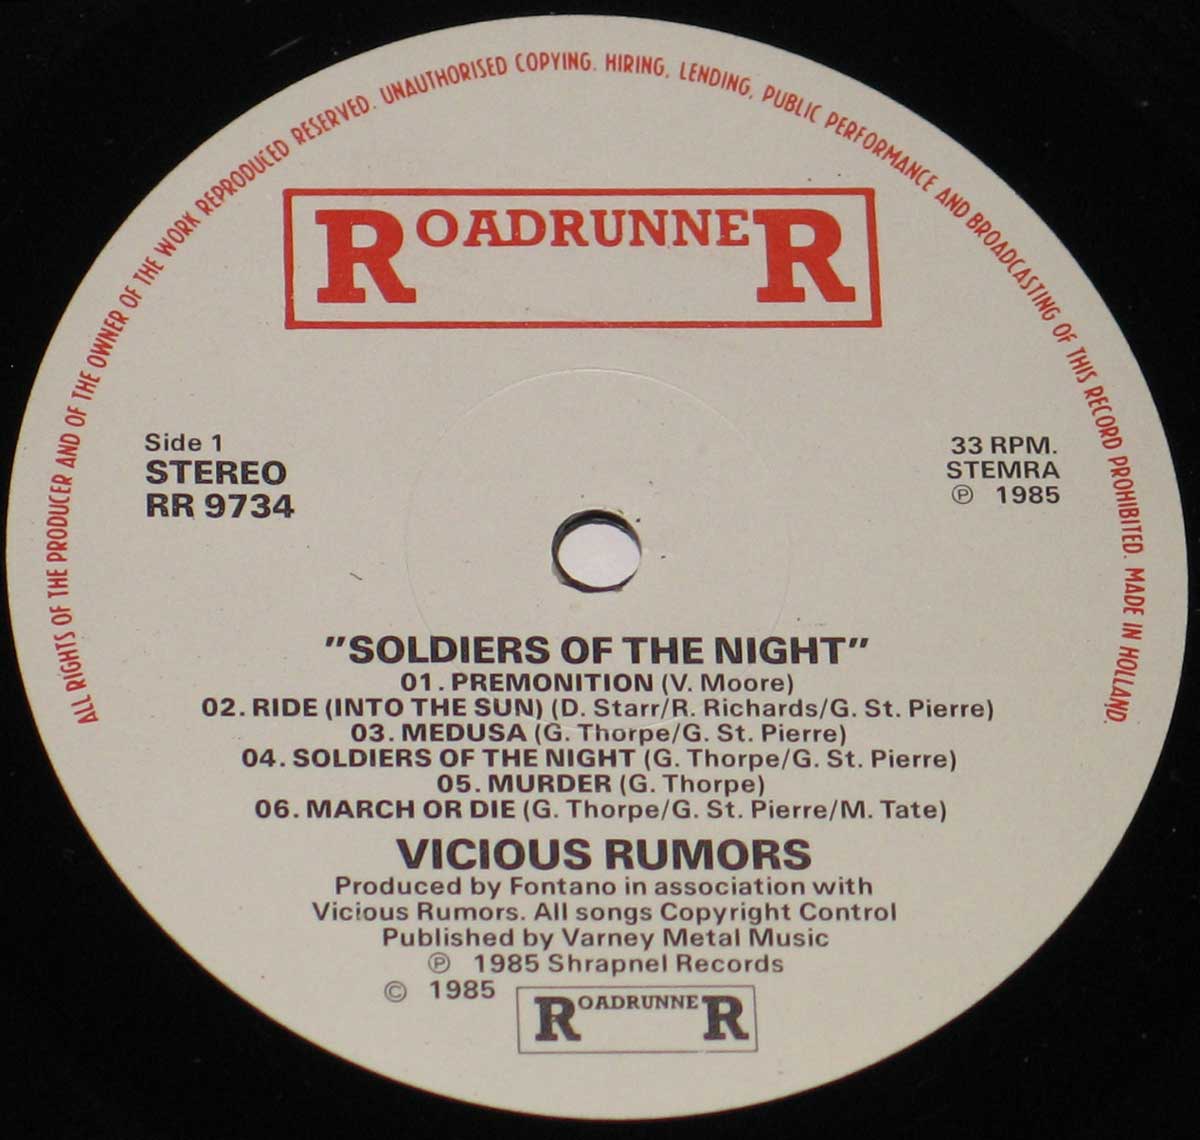 ALL RIGHTS OF THE PRODUCER AND OF THE OWNER OF THE WORK REPRODUCED RESERVED. UNAUTHORISED COPYING. HIRING, LENDING, PUBLIC PERFORMANCE AND BROADCASTING OF THIS RECORD PROHIBITED. MADE IN HOLLAND.
ROADRUNNER
Side 1
STEREO
RR 9734
33 RPM.
STEMRA
℗ 1985
"SOLDIERS OF THE NIGHT"
01. PREMONITION (V. Moore)
02. RIDE (INTO THE SUN) (D. Starr/R. Richards/G. St. Pierre)
03. MEDUSA (G. Thorpe/G. St. Pierre)
04. SOLDIERS OF THE NIGHT (G. Thorpe/G. St. Pierre)
05. MURDER (G. Thorpe)
06. MARCH OR DIE (G. Thorpe/G. St. Pierre/M. Tate)
VICIOUS RUMORS
Produced by Fontano in association with
Vicious Rumors. All songs Copyright Control
Published by Varney Metal Music
℗ 1985 Shrapnel Records
© 1985 ROADRUNNER